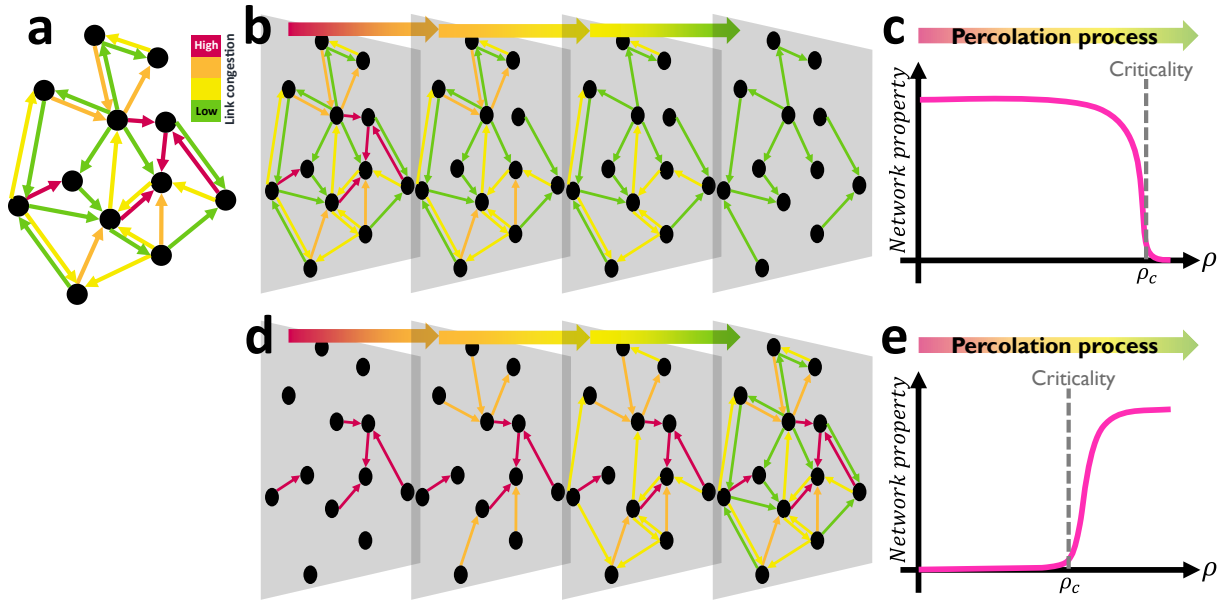 a
High
Low
Link congestion
b
c
Percolation process
Criticality
Network property
ρc
ρ
d
e
Percolation process
Criticality
Network property
ρc
ρ